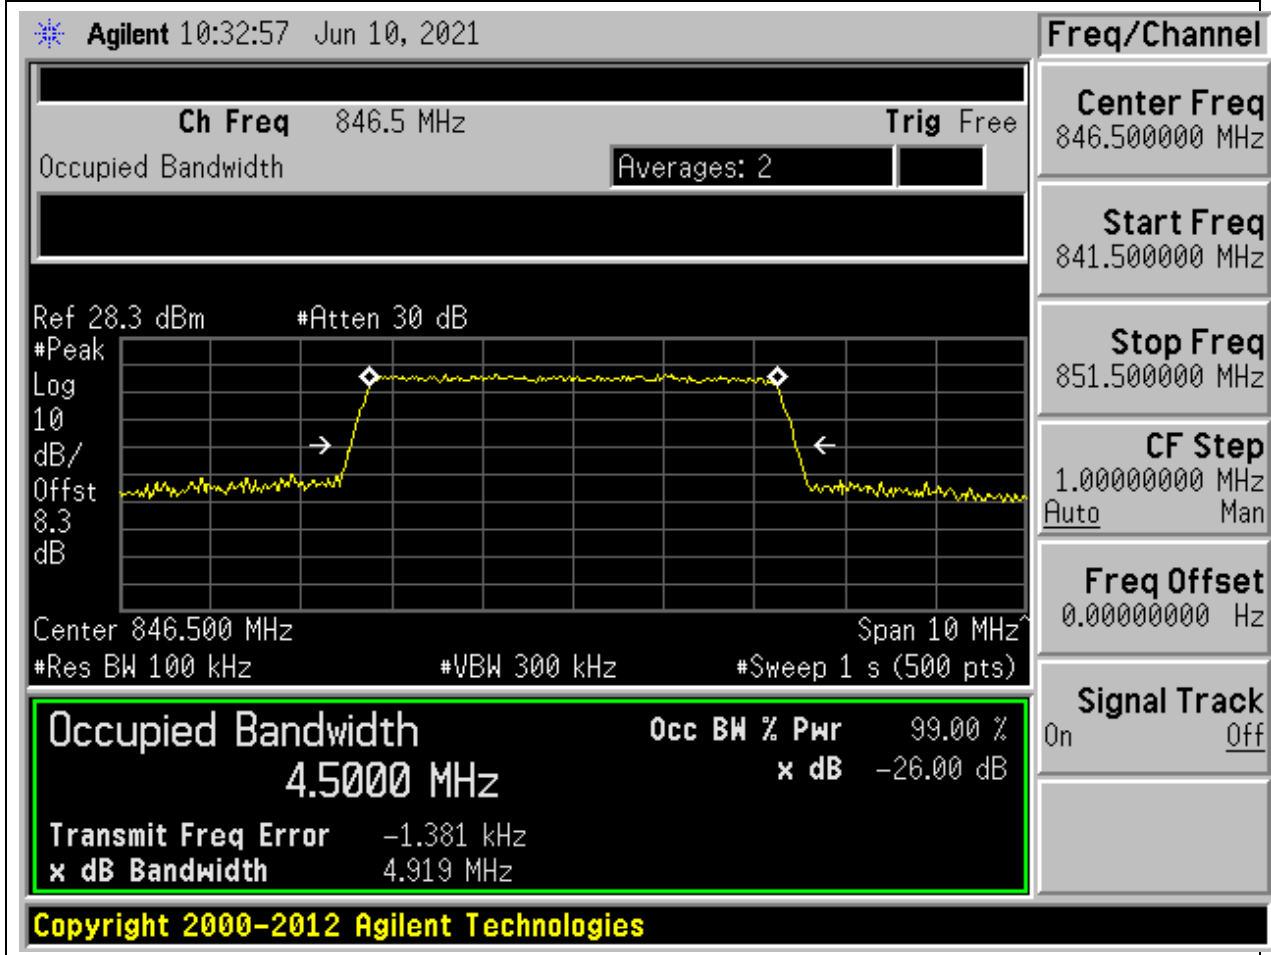 Agilent 10:32:57 Jun 10, 2021
Freq/Channel
Ch Freq 846.5 MHz Trig Free
Occupied Bandwidth Averages: 2
Ref 28.3 dBm #Atten 30 dB
#Peak
Log
10
dB/
Offst
8.3
dB
Center 846.500 MHz Span 10 MHz^
#Res BW 100 kHz #VBW 300 kHz #Sweep 1 s (500 pts)
Occupied Bandwidth Occ BW % Pwr 99.00 %
4.5000 MHz x dB -26.00 dB
Transmit Freq Error -1.381 kHz
x dB Bandwidth 4.919 MHz
Copyright 2000-2012 Agilent Technologies
Center Freq
846.500000 MHz
Start Freq
841.500000 MHz
Stop Freq
851.500000 MHz
CF Step
1.00000000 MHz
Auto Man
Freq Offset
0.00000000 Hz
Signal Track
On Off